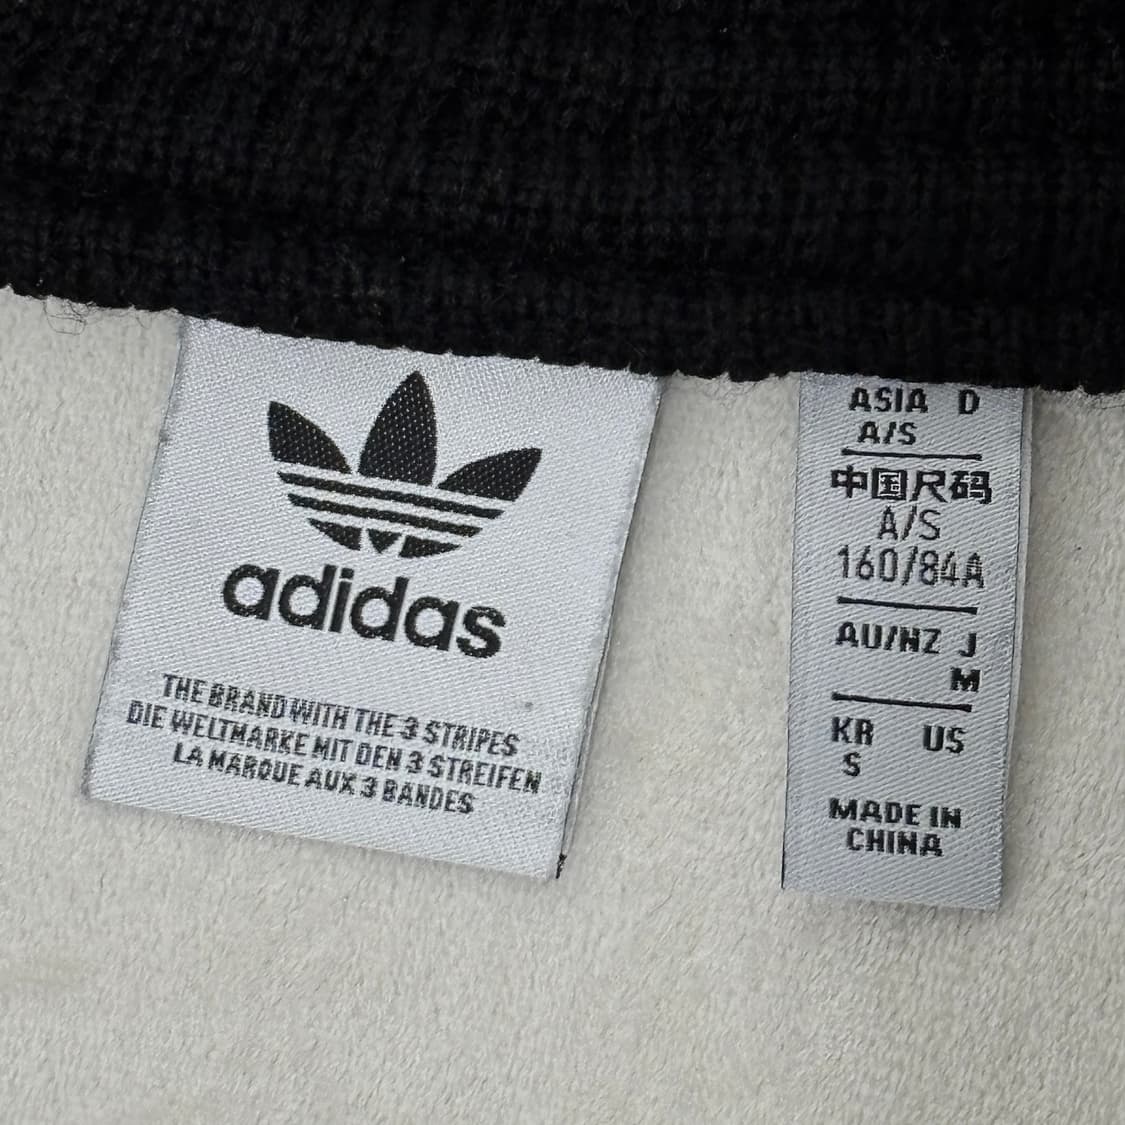 adidas
THE BRAND WITH THE 3 STRIPES
DIE WELTMARKE MIT DEN 3 STREIFEN
LA MARQUE AUX 3 BANDES
ASIA D
A/S
中国尺码
A/S
160/84A
AU/NZ J
M
KR US
S
MADE IN
CHINA